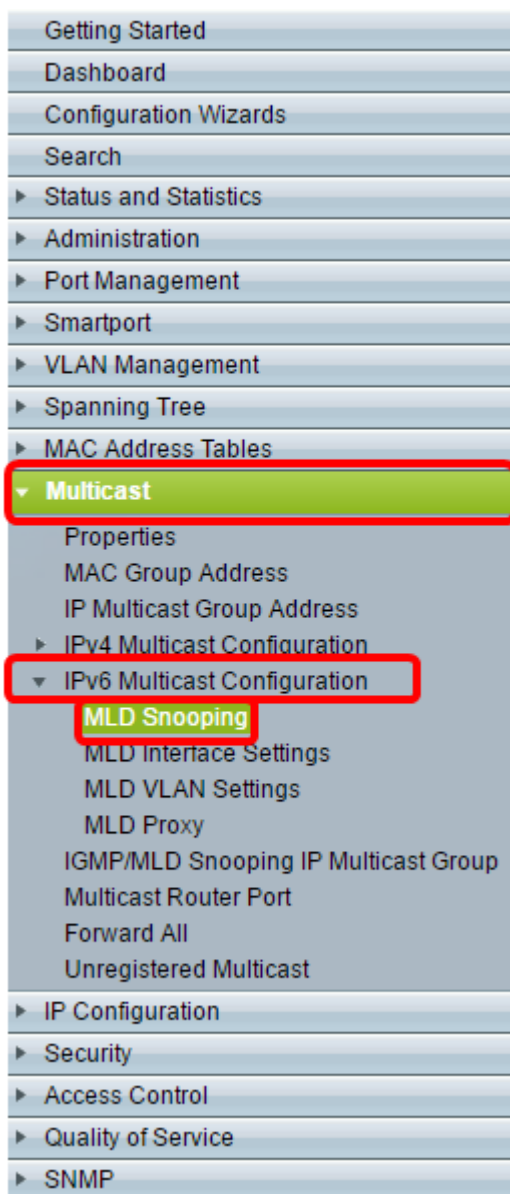 Getting Started
Dashboard
Configuration Wizards
Search
Status and Statistics
Administration
Port Management
Smartport
VLAN Management
Spanning Tree
MAC Address Tables
Multicast
Properties
MAC Group Address
IP Multicast Group Address
IPv4 Multicast Configuration
IPv6 Multicast Configuration
MLD Snooping
MLD Interface Settings
MLD VLAN Settings
MLD Proxy
IGMP/MLD Snooping IP Multicast Group
Multicast Router Port
Forward All
Unregistered Multicast
IP Configuration
Security
Access Control
Quality of Service
SNMP